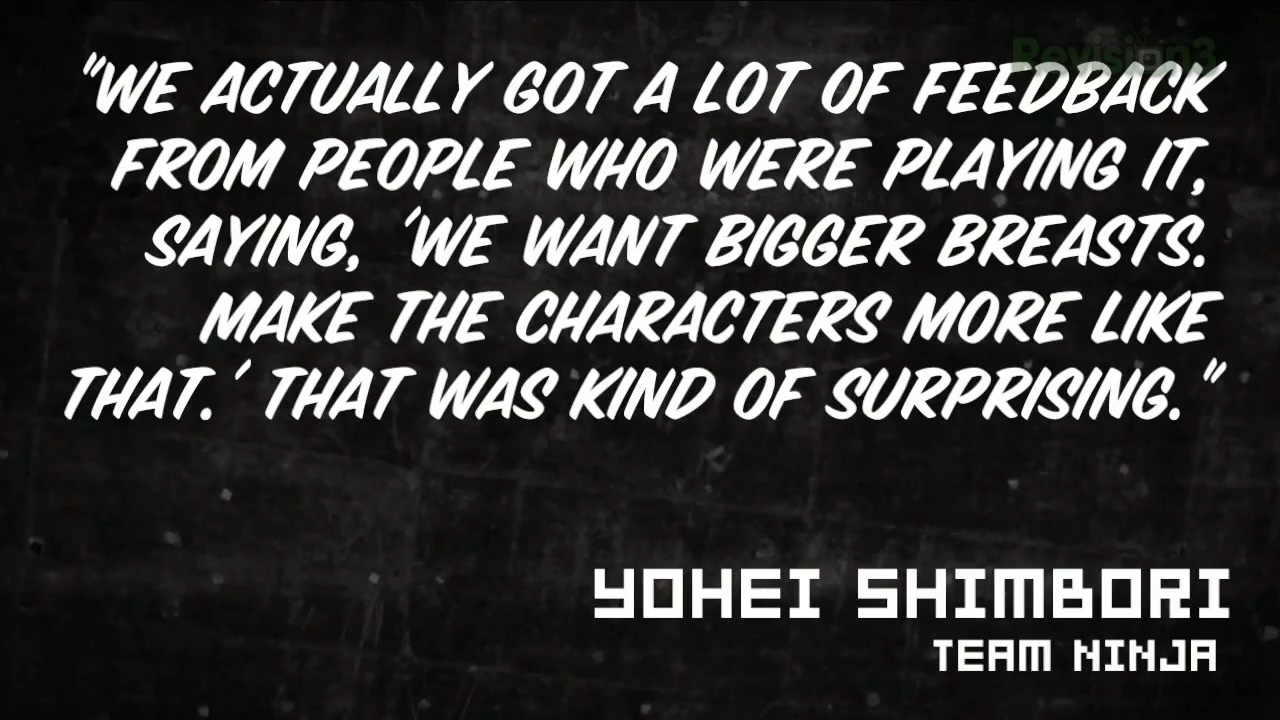 Revision3
"WE ACTUALLY GOT A LOT OF FEEDBACK
FROM PEOPLE WHO WERE PLAYING IT,
SAYING, 'WE WANT BIGGER BREASTS.
MAKE THE CHARACTERS MORE LIKE
THAT.' THAT WAS KIND OF SURPRISING."
YOHEI SHIMBORI
TEAM NINJA